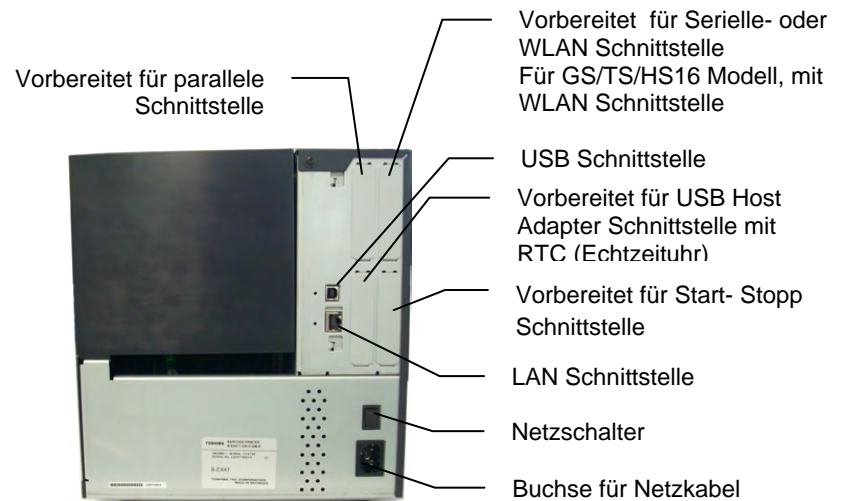 Vorbereitet für Serielle- oder
WLAN Schnittstelle
Für GS/TS/HS16 Modell, mit
WLAN Schnittstelle
Vorbereitet für parallele
Schnittstelle
USB Schnittstelle
Vorbereitet für USB Host
Adapter Schnittstelle mit
RTC (Echtzeituhr)
Vorbereitet für Start- Stopp
Schnittstelle
LAN Schnittstelle
Netzschalter
Buchse für Netzkabel
TOSHIBA BARCODE PRINTER
B-EX4T